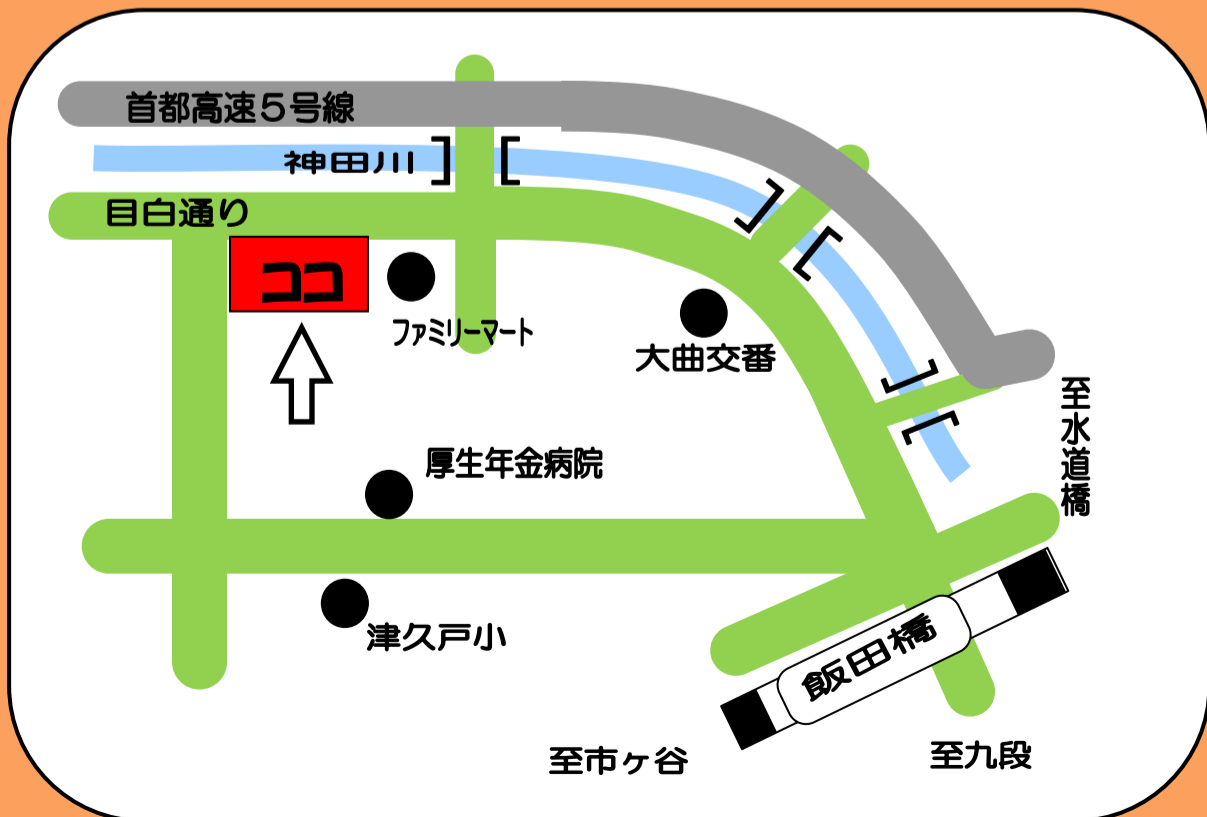 首都高速5号線
神田川
目白通り
ココ
ファミリーマート
大曲交番
至水道橋
厚生年金病院
津久戸小
飯田橋
至市ヶ谷
至九段